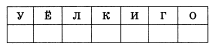 У Ё Л К И Г О